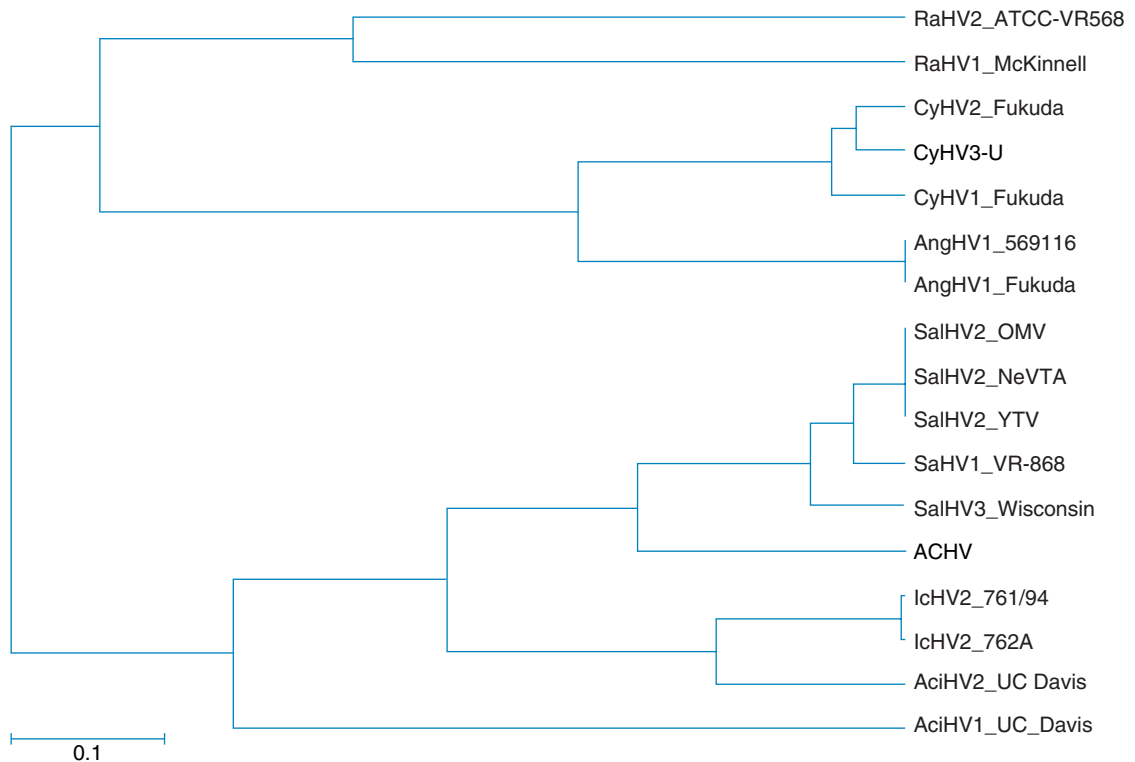 RaHV2_ATCC-VR568
RaHV1_McKinnell
CyHV2_Fukuda
CyHV3-U
CyHV1_Fukuda
AngHV1_569116
AngHV1_Fukuda
SalHV2_OMV
SalHV2_NeVTA
SalHV2_YTV
SaHV1_VR-868
SalHV3_Wisconsin
ACHV
IcHV2_761/94
IcHV2_762A
AciHV2_UC Davis
AciHV1_UC_Davis
0.1